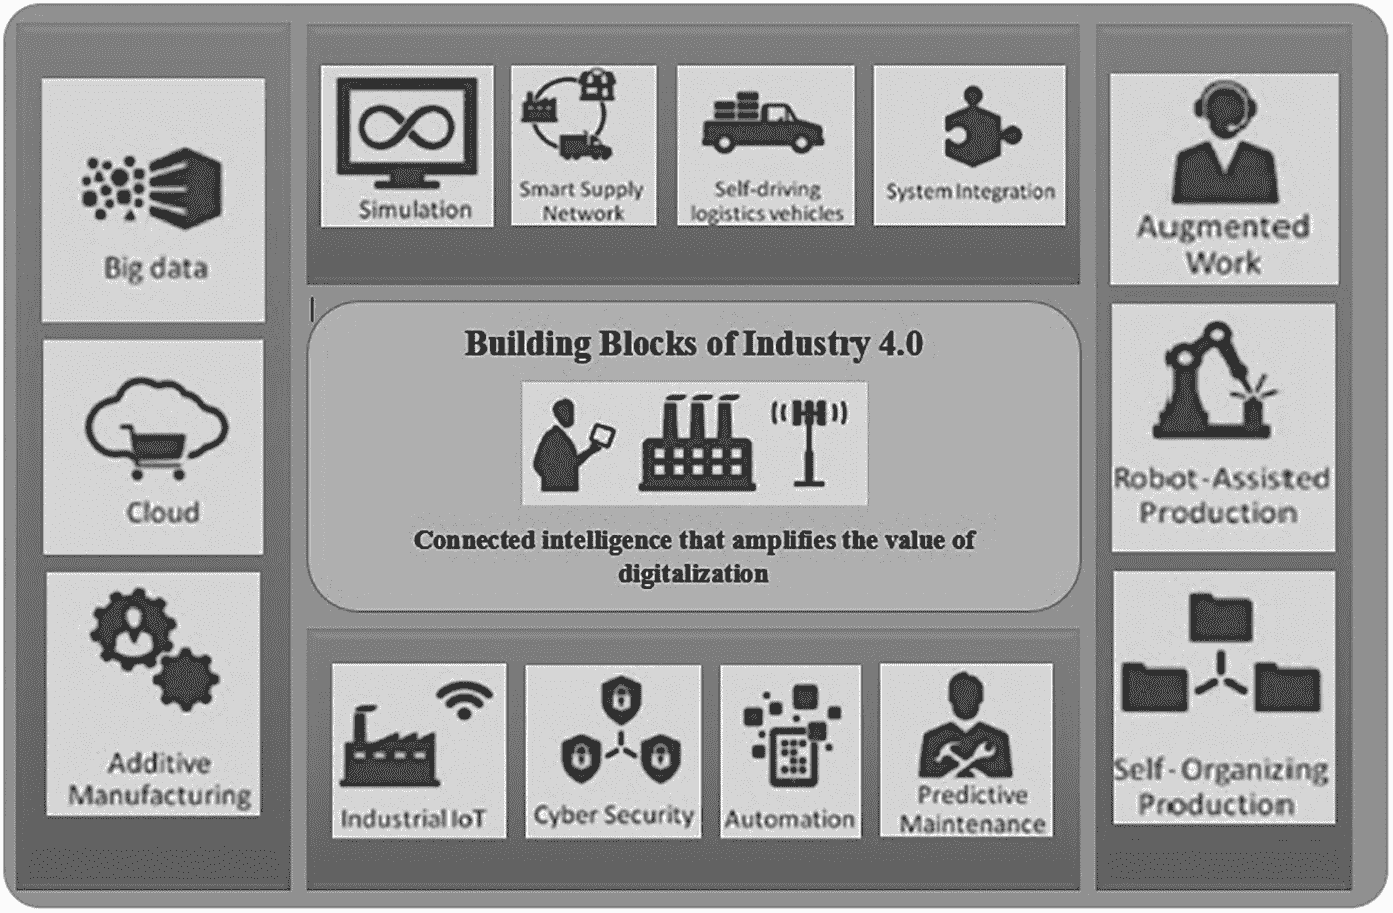 Big data
Cloud
Additive
Manufacturing
Simulation
Smart Supply
Network
Self-driving
logistics vehicles
System Integration
Building Blocks of Industry 4.0
Connected intelligence that amplifies the value of
digitalization
Industrial IoT
Cyber Security
Automation
Predictive
Maintenance
Augmented
Work
Robot-Assisted
Production
Self-Organizing
Production